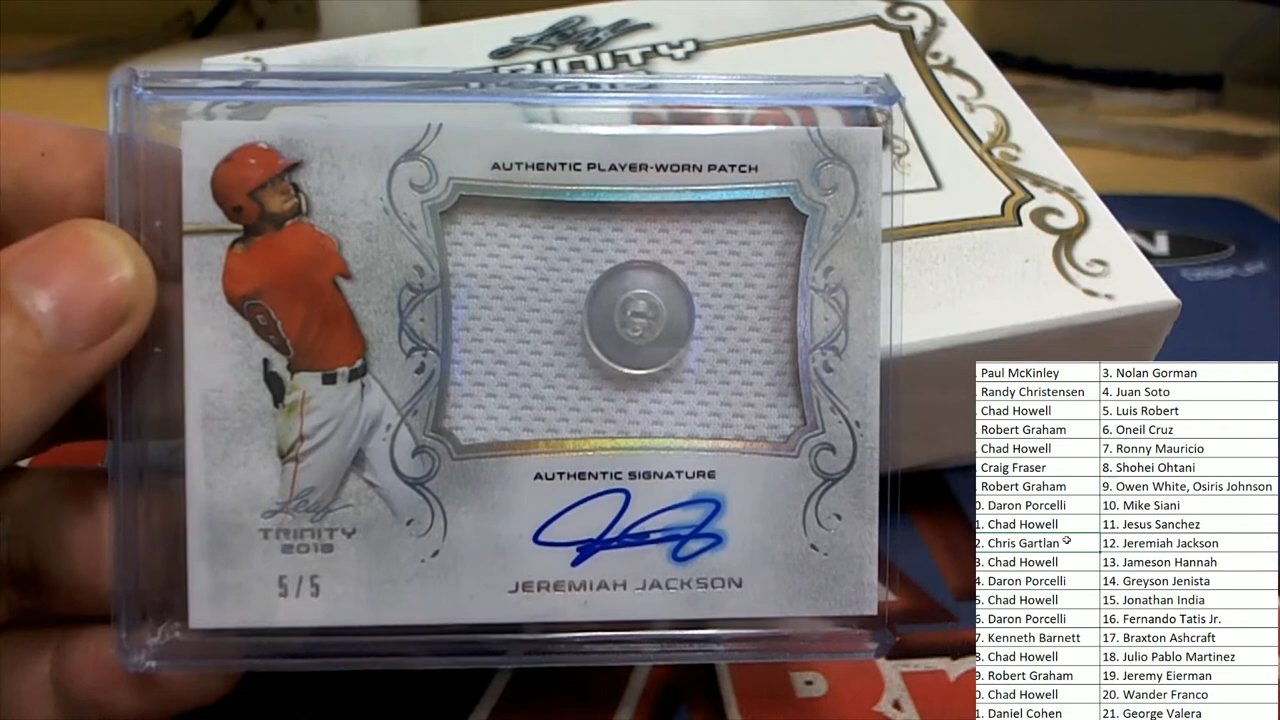 Leaf
TRINITY
AUTHENTIC PLAYER-WORN PATCH
AUTHENTIC SIGNATURE
Leaf
TRINITY
2018
5/5
JEREMIAH JACKSON
Paul McKinley 3. Nolan Gorman
Randy Christensen 4. Juan Soto
Chad Howell 5. Luis Robert
Robert Graham 6. Oneil Cruz
Chad Howell 7. Ronny Mauricio
Craig Fraser 8. Shohei Ohtani
Robert Graham 9. Owen White, Osiris Johnson
0. Daron Porcelli 10. Mike Siani
1. Chad Howell 11. Jesus Sanchez
2. Chris Gartlan 12. Jeremiah Jackson
3. Chad Howell 13. Jameson Hannah
4. Daron Porcelli 14. Greyson Jenista
5. Chad Howell 15. Jonathan India
6. Daron Porcelli 16. Fernando Tatis Jr.
7. Kenneth Barnett 17. Braxton Ashcraft
8. Chad Howell 18. Julio Pablo Martinez
9. Robert Graham 19. Jeremy Eierman
0. Chad Howell 20. Wander Franco
1. Daniel Cohen 21. George Valera